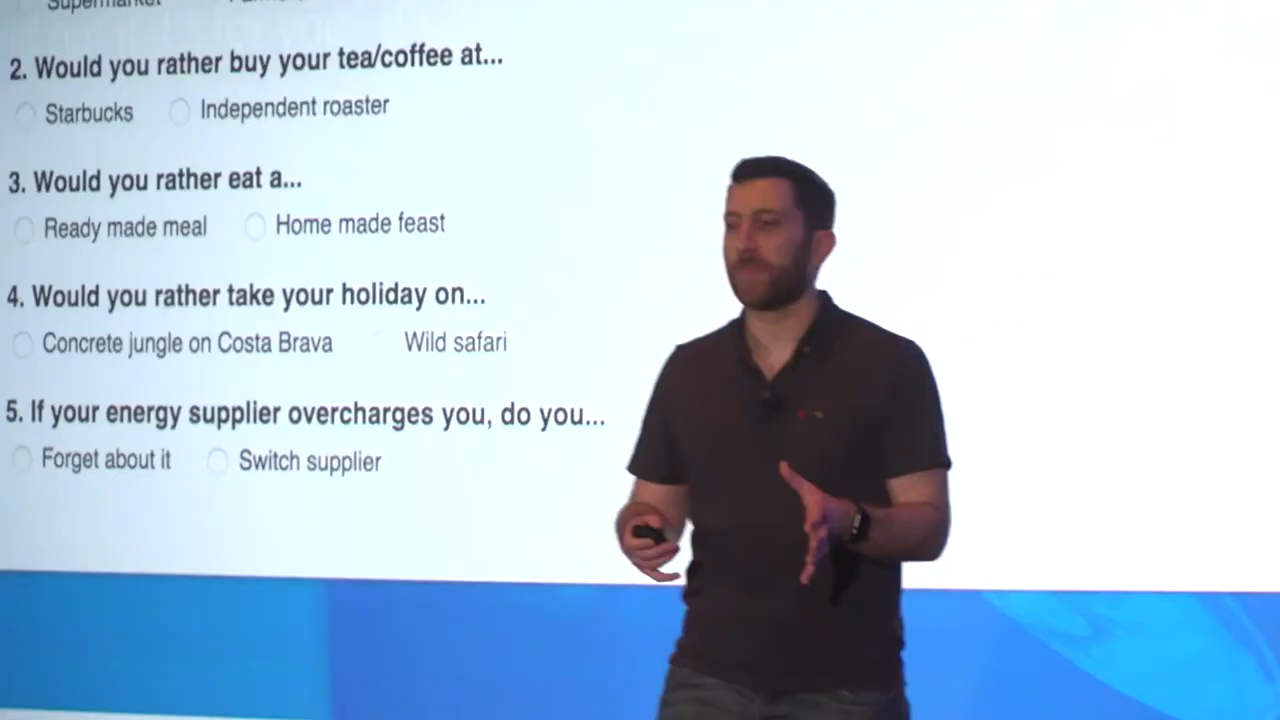 Supermarket
2. Would you rather buy your tea/coffee at...
Starbucks Independent roaster
3. Would you rather eat a...
Ready made meal Home made feast
4. Would you rather take your holiday on...
Concrete jungle on Costa Brava Wild safari
5. If your energy supplier overcharges you, do you...
Forget about it Switch supplier